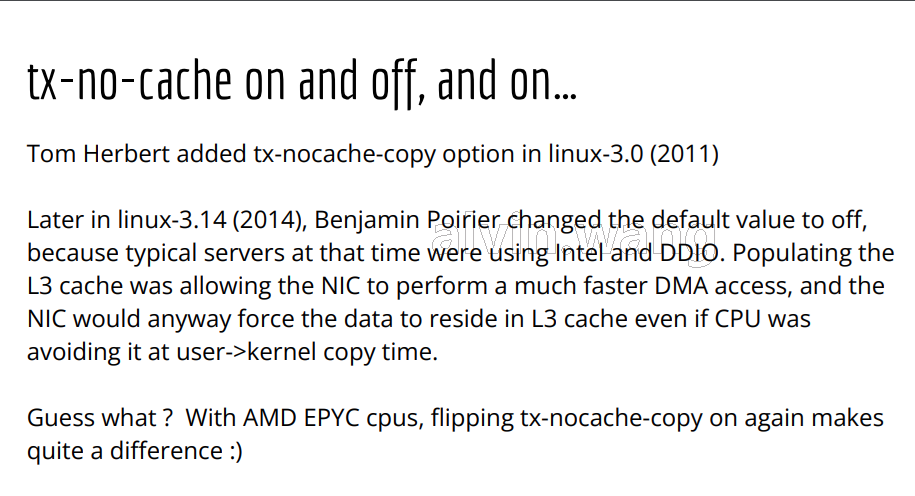 tx-no-cache on and off, and on...
Tom Herbert added tx-nocache-copy option in linux-3.0 (2011)
Later in linux-3.14 (2014), Benjamin Poirier changed the default value to off,
because typical servers at that time were using Intel and DDIO. Populating the
L3 cache was allowing the NIC to perform a much faster DMA access, and the
NIC would anyway force the data to reside in L3 cache even if CPU was
avoiding it at user->kernel copy time.
alvin.wang
Guess what ?  With AMD EPYC cpus, flipping tx-nocache-copy on again makes
quite a difference :)